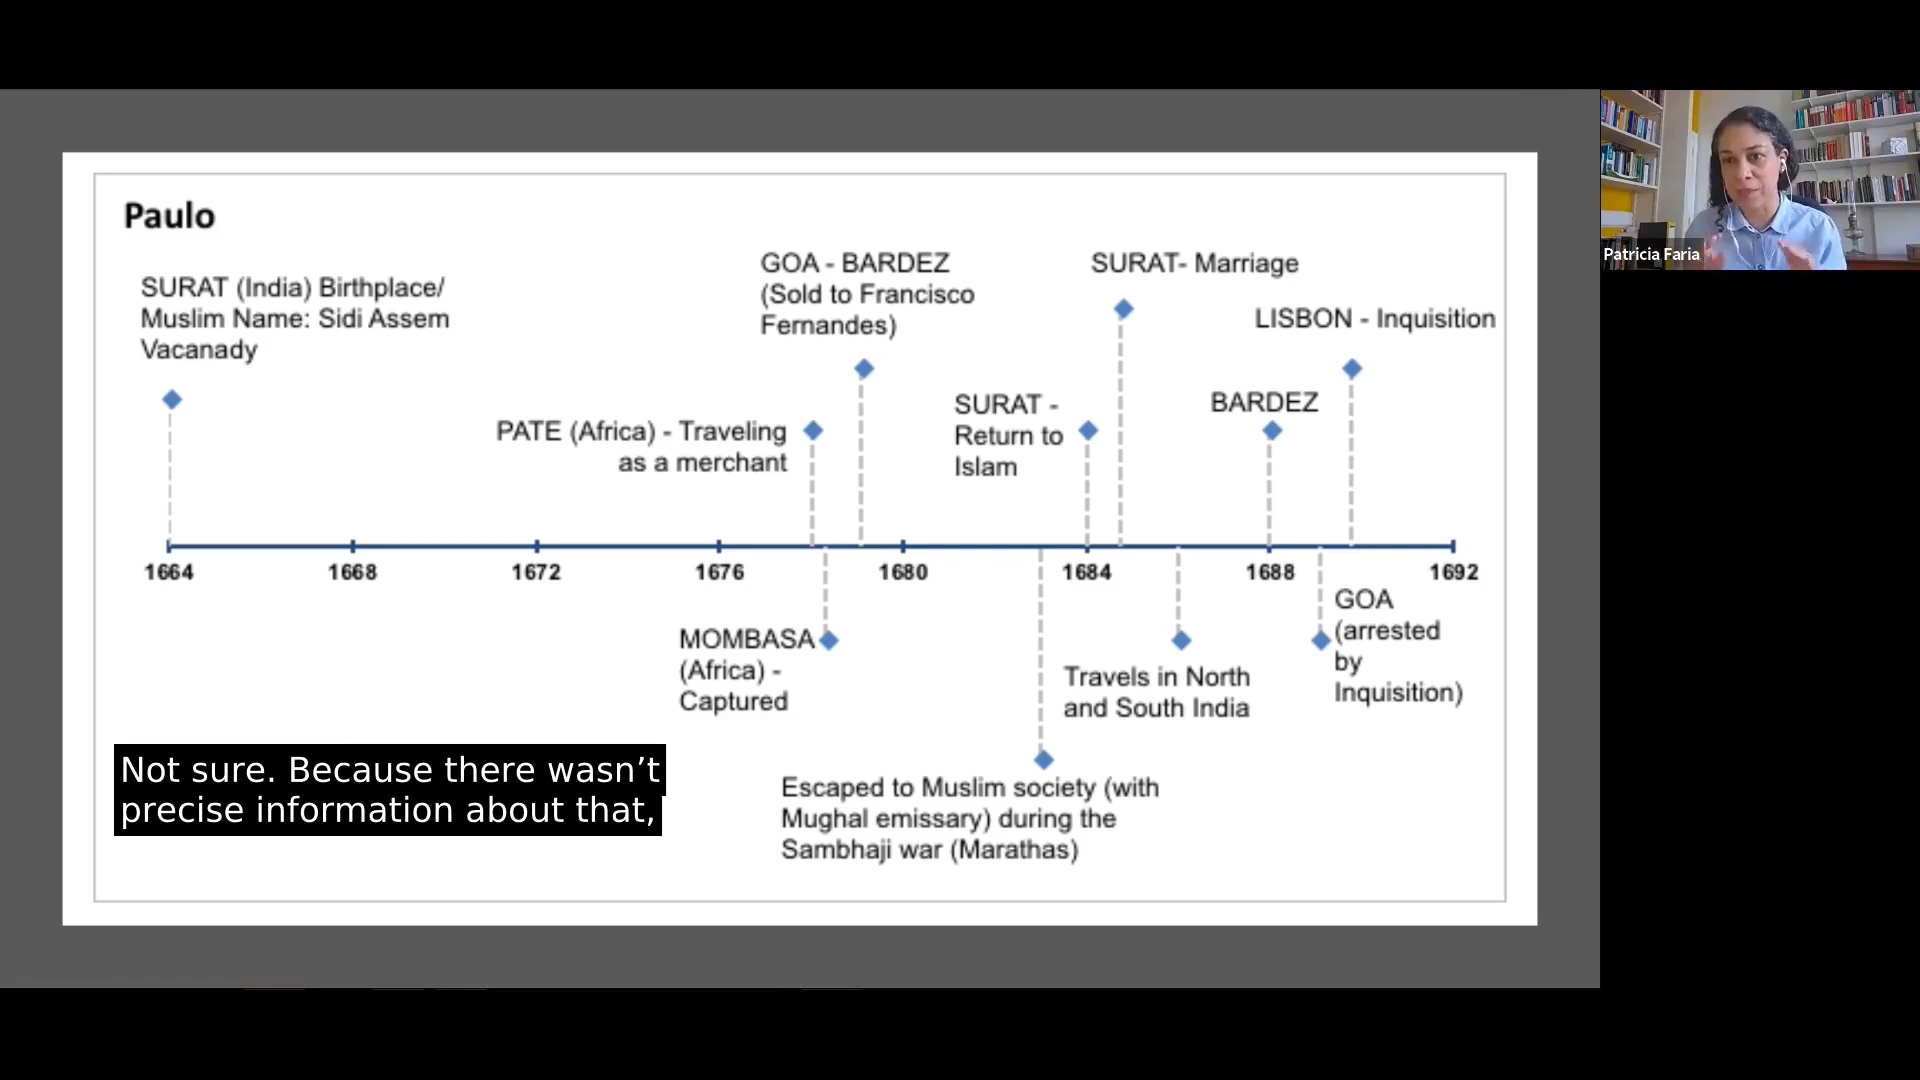 Paulo
SURAT (India) Birthplace/
Muslim Name: Sidi Assem
Vacanady
PATE (Africa) - Traveling
as a merchant
GOA - BARDEZ
(Sold to Francisco
Fernandes)
SURAT -
Return to
Islam
SURAT- Marriage
BARDEZ
LISBON - Inquisition
1664
1668
1672
1676
1680
1684
1688
1692
MOMBASA
(Africa) -
Captured
Escaped to Muslim society (with
Mughal emissary) during the
Sambhaji war (Marathas)
Travels in North
and South India
GOA
(arrested
by
Inquisition)
Not sure. Because there wasn’t
precise information about that,
Patricia Faria